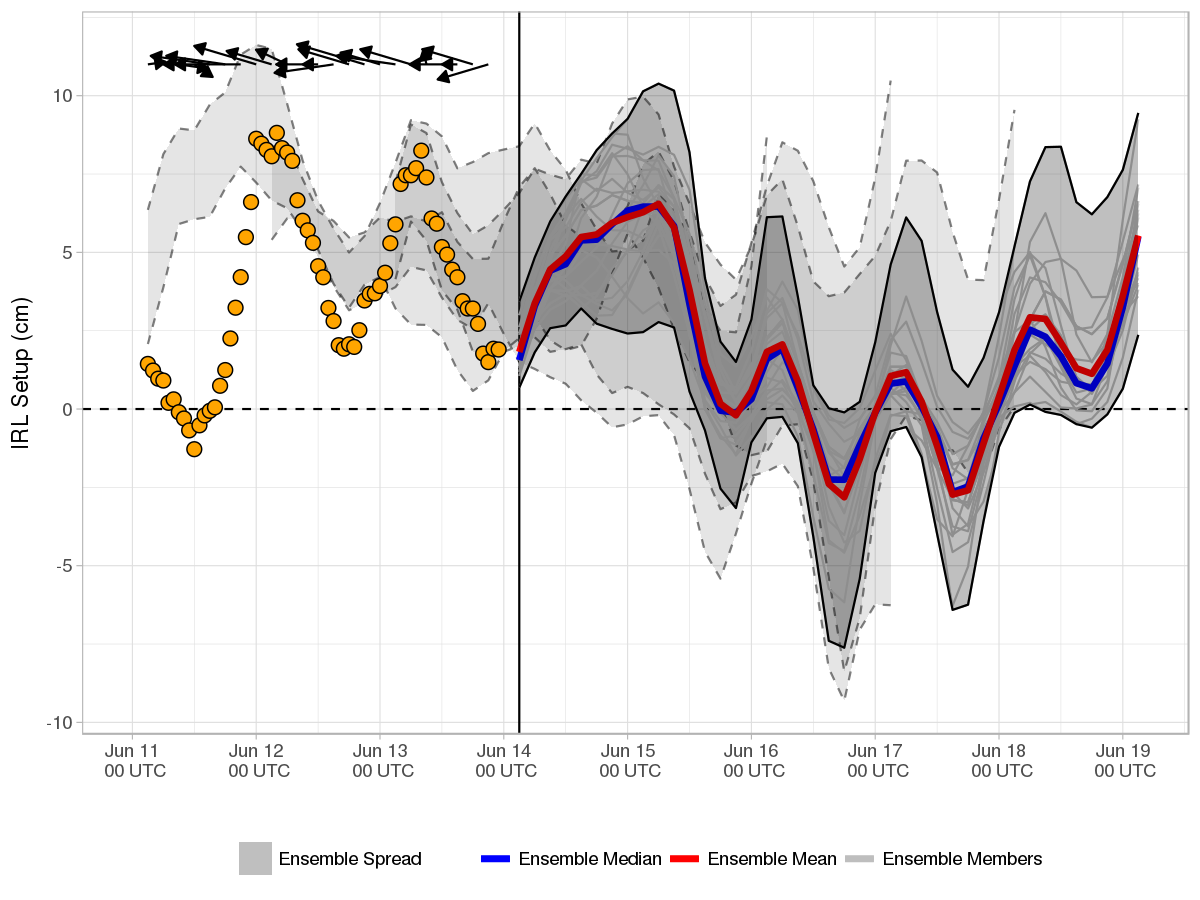 IRL Setup (cm)
10
5
0
-5
-10
Jun 11
00 UTC
Jun 12
00 UTC
Jun 13
00 UTC
Jun 14
00 UTC
Jun 15
00 UTC
Jun 16
00 UTC
Jun 17
00 UTC
Jun 18
00 UTC
Jun 19
00 UTC
Ensemble Spread
Ensemble Median
Ensemble Mean
Ensemble Members